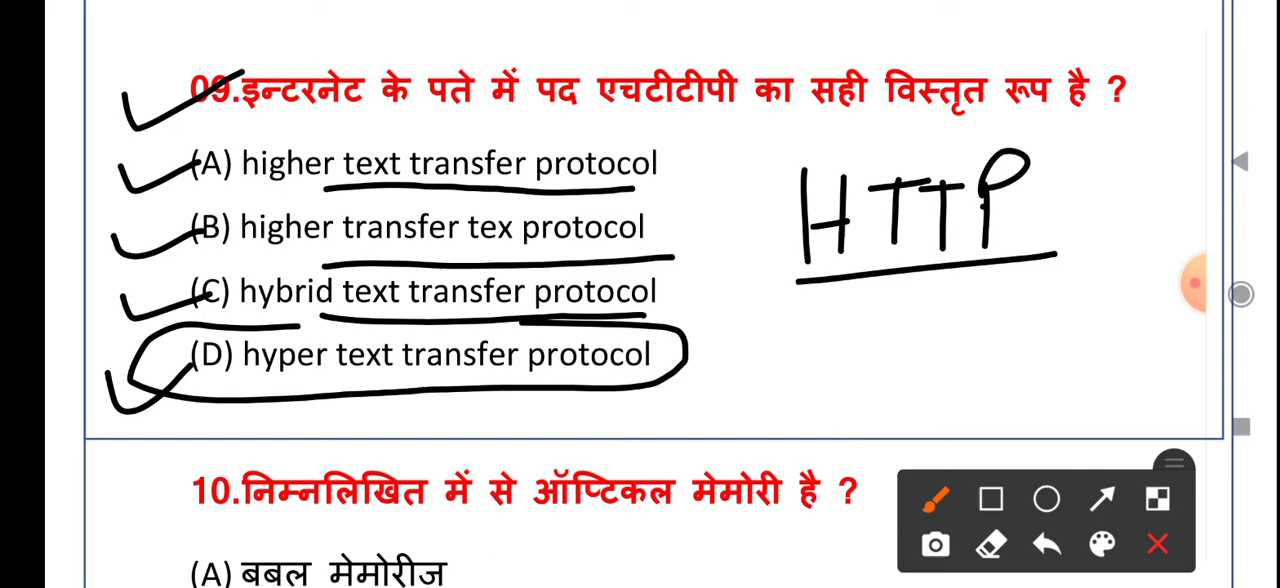 09.इन्टरनेट के पते में पद एचटीटीपी का सही विस्तृत रूप है ?
(A) higher text transfer protocol
(B) higher transfer tex protocol
HTTP
(C) hybrid text transfer protocol
(D) hyper text transfer protocol
10.निम्नलिखित में से ऑप्टिकल मेमोरी है ?
(A) बबल मेमोरीज